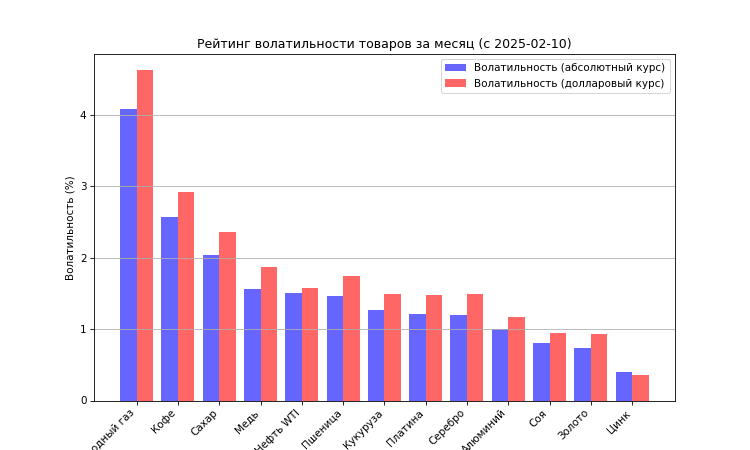 Рейтинг волатильности товаров за месяц (с 2025-02-10)
Волатильность (абсолютный курс)
Волатильность (долларовый курс)
Волатильность (%)
4
3
2
1
0
одный газ
Кофе
Сахар
Медь
Нефть WTI
Пшеница
Кукуруза
Платина
Серебро
Алюминий
Соя
Золото
Цинк